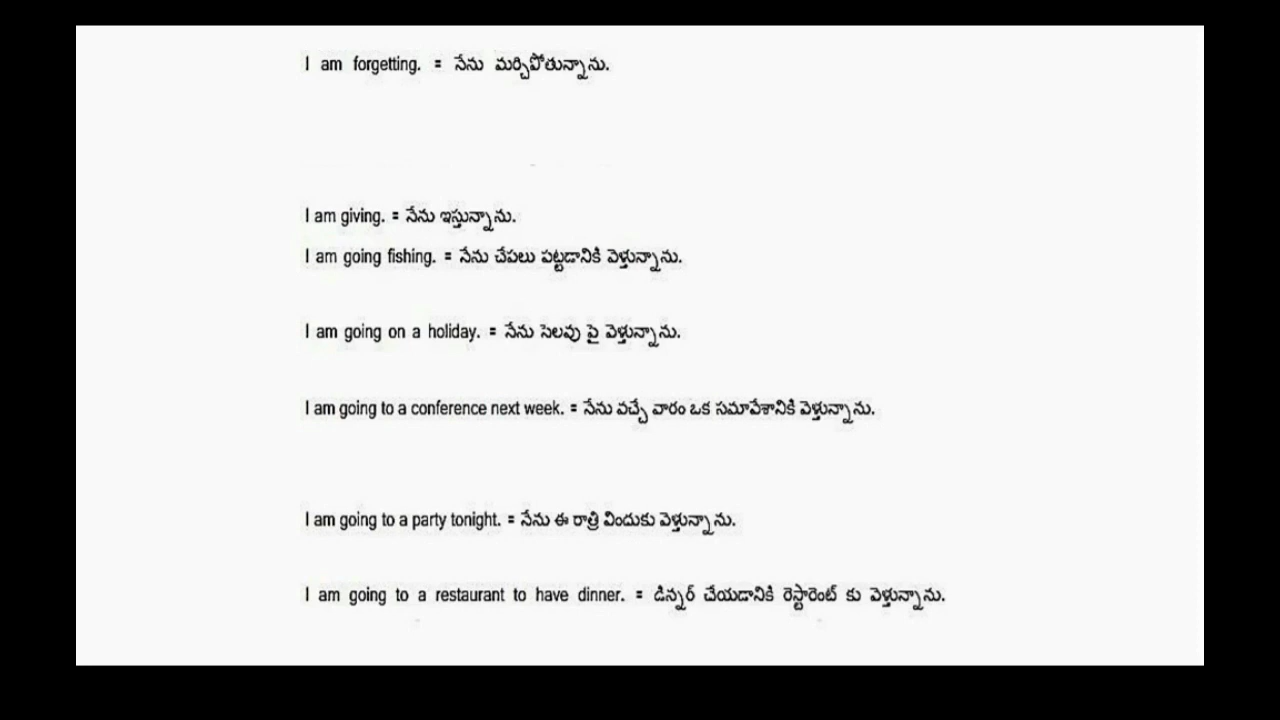 I am forgetting. = నేను మర్చిపోతున్నాను.
I am giving. = నేను ఇస్తున్నాను.
I am going fishing. = నేను చేపలు పట్టడానికి వెళ్తున్నాను.
I am going on a holiday. = నేను సెలవు పై వెళ్తున్నాను.
I am going to a conference next week. = నేను వచ్చే వారం ఒక సమావేశానికి వెళ్తున్నాను.
I am going to a party tonight. = నేను ఈ రాత్రి విందుకు వెళ్తున్నాను.
I am going to a restaurant to have dinner. = డిన్నర్ చేయడానికి రెస్టారెంట్ కు వెళ్తున్నాను.